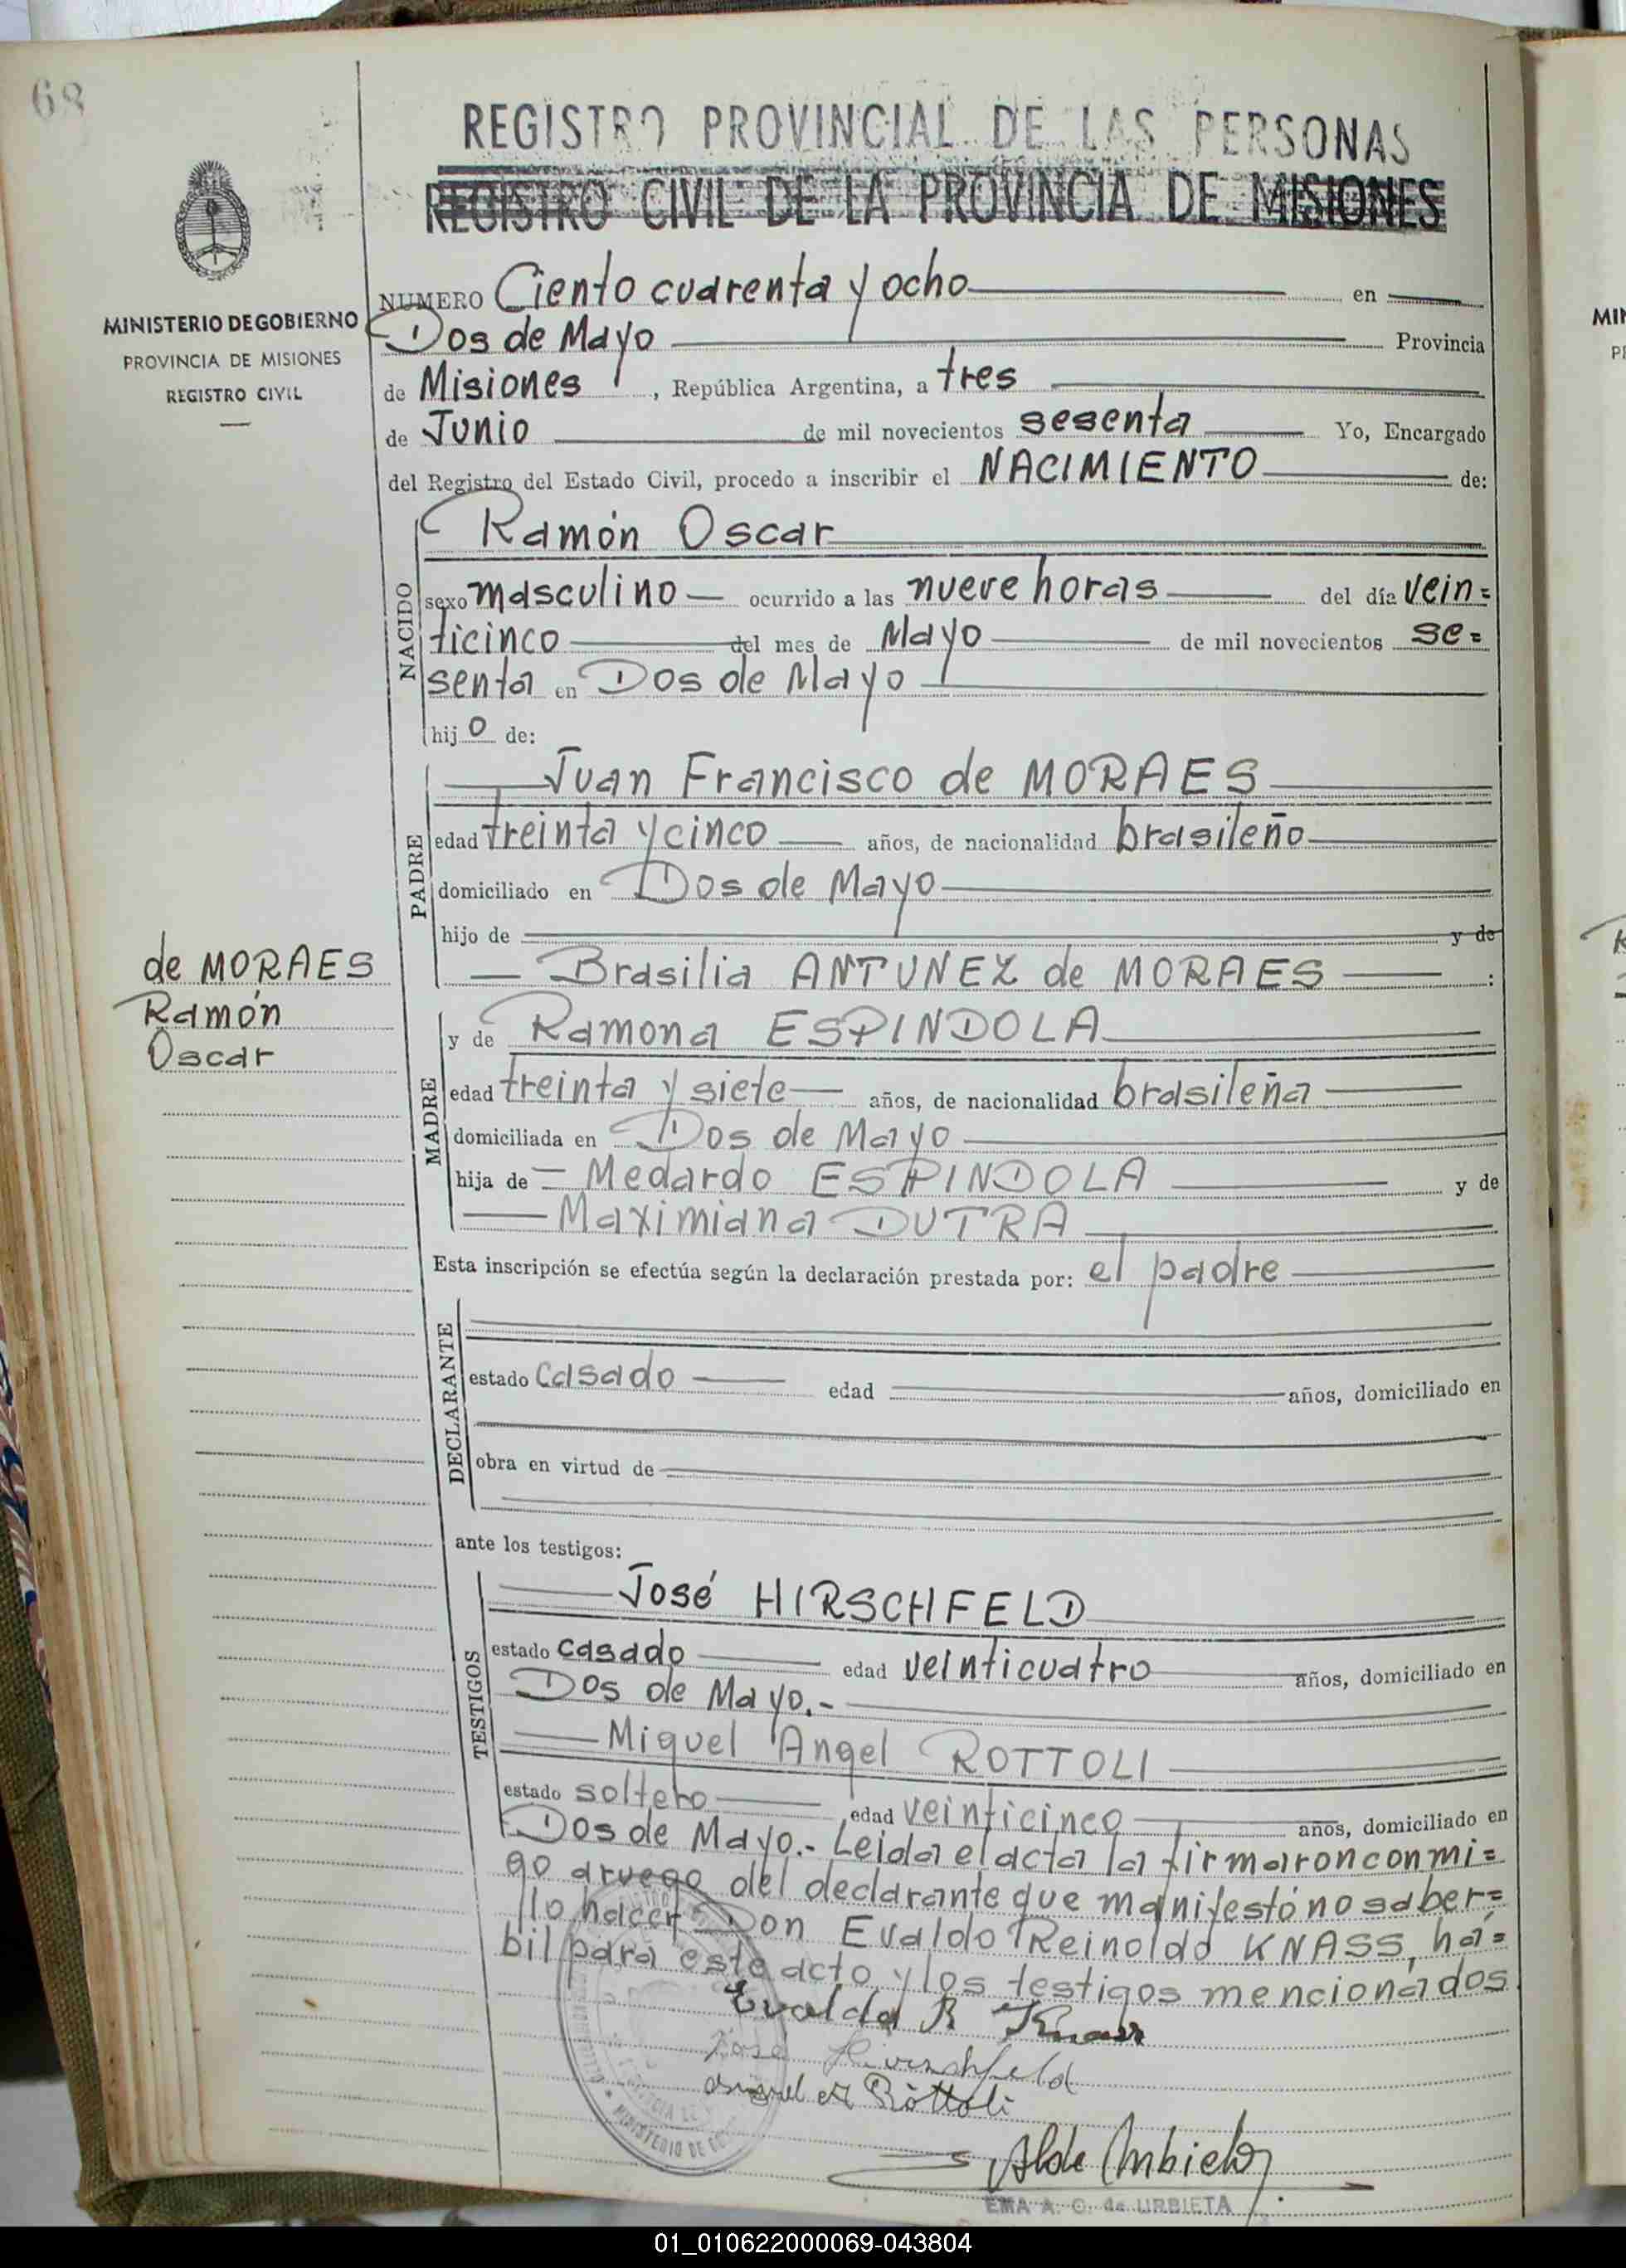 68
REGISTRO PROVINCIAL DE LAS PERSONAS
REGISTRO CIVIL DE LA PROVINCIA DE MISIONES
MINISTERIO DE GOBIERNO
PROVINCIA DE MISIONES
REGISTRO CIVIL
NUMERO Ciento cuarenta y ocho en
Dos de Mayo Provincia
de Misiones, República Argentina, a tres
de Junio de mil novecientos sesenta Yo, Encargado
del Registro del Estado Civil, procedo a inscribir el NACIMIENTO de:
NACIDO
Ramón Oscar
sexo masculino ocurrido a las nueve horas del día vein=
ticinco del mes de Mayo de mil novecientos se=
senta en Dos de Mayo
hijo de:
PADRE
Juan Francisco de MORAES
edad treinta y cinco años, de nacionalidad brasileño
domiciliado en Dos de Mayo
hijo de y de
Brasilia ANTUNEZ de MORAES :
de MORAES
Ramón
Oscar
MADRE
y de Ramona ESPINDOLA
edad treinta y siete años, de nacionalidad brasileña
domiciliada en Dos de Mayo
hija de Medardo ESPINDOLA y de
Maximiana DUTRA
Esta inscripción se efectúa según la declaración prestada por: el padre
DECLARANTE
estado casado edad años, domiciliado en
obra en virtud de
ante los testigos:
TESTIGOS
José HIRSCHFELD
estado casado edad veinticuatro años, domiciliado en
Dos de Mayo.-
Miguel Angel ROTTOLI
estado soltero edad veinticinco años, domiciliado en
Dos de Mayo.- Leida el acta la firmaron conmi=
go a ruego del declarante que manifestó no saber=
lo hacer Don Evaldo Reinoldo KNASS, há=
bil para este acto y los testigos mencionados
Evaldo R Knass
José Hirschfeld
Miguel A Rottoli
MINISTERIO DE
EMA A. C. de URBIETA
01_010622000069-043804